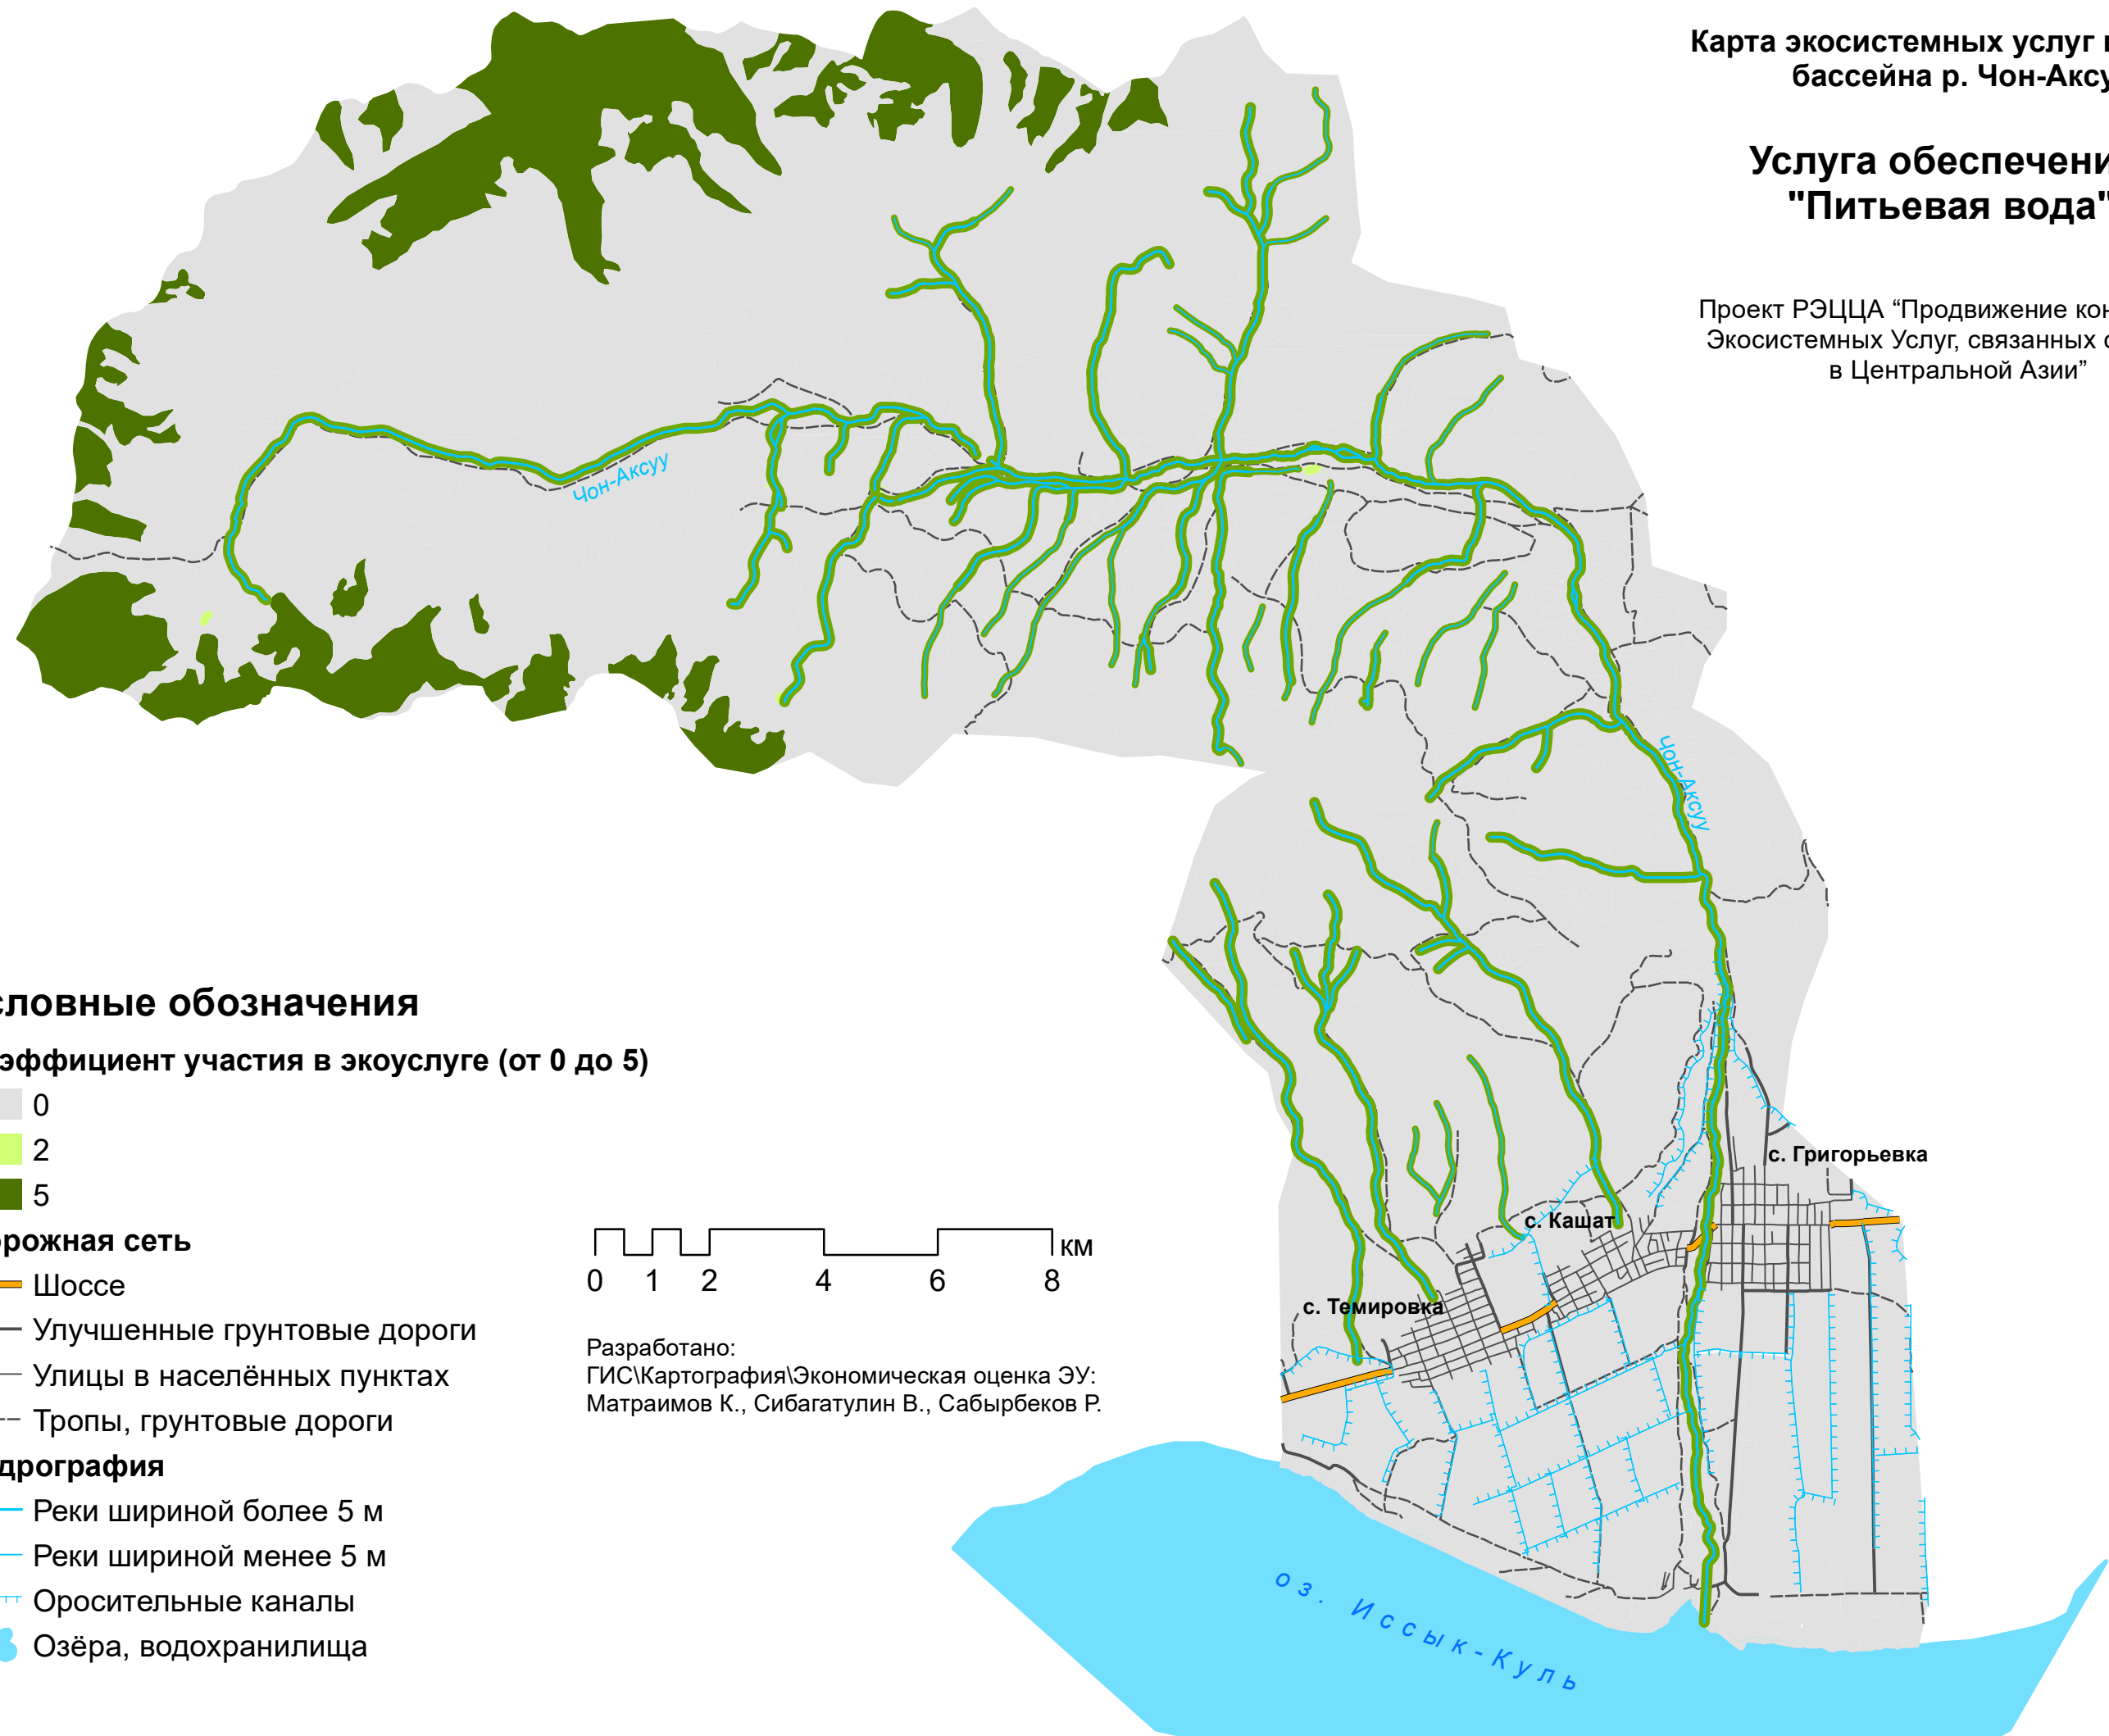 Карта экосистемных услуг
бассейна р. Чон-Аксу
Услуга обеспечени
"Питьевая вода"
Проект РЭЦЦА “Продвижение кон
Экосистемных Услуг, связанных с
в Центральной Азии”
Чон-Аксуу
Чон-Аксуу
словные обозначения
эффициент участия в экоуслуге (от 0 до 5)
0
2
5
рожная сеть
Шоссе
Улучшенные грунтовые дороги
Улицы в населённых пунктах
Тропы, грунтовые дороги
дрография
Реки шириной более 5 м
Реки шириной менее 5 м
Оросительные каналы
Озёра, водохранилища
км
0 1 2 4 6 8
Разработано:
ГИС\Картография\Экономическая оценка ЭУ:
Матраимов К., Сибагатулин В., Сабырбеков Р.
с. Григорьевка
с. Кашат
с. Темировка
оз. Иссык-Куль